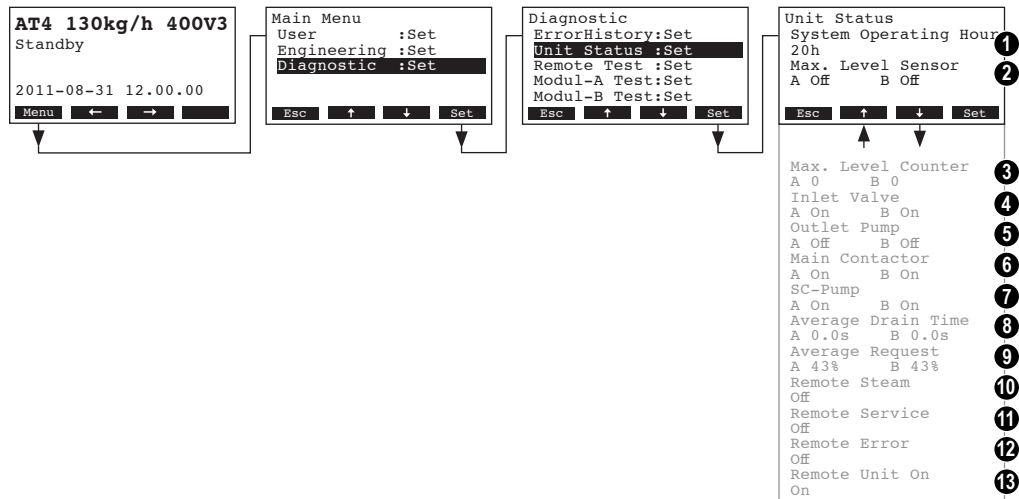 AT4 130kg/h 400V3
Standby
2011-08-31 12.00.00
Menu ← →
Main Menu
User :Set
Engineering :Set
Diagnostic :Set
Esc ↑ ↓ Set
Diagnostic
ErrorHistory:Set
Unit Status :Set
Remote Test :Set
Modul-A Test:Set
Modul-B Test:Set
Esc ↑ ↓ Set
Unit Status
System Operating Hour
20h
1
Max. Level Sensor
A Off B Off
2
Esc ↑ ↓ Set
Max. Level Counter
A 0 B 0
3
Inlet Valve
A On B On
4
Outlet Pump
A Off B Off
5
Main Contactor
A On B On
6
SC-Pump
A On B On
7
Average Drain Time
A 0.0s B 0.0s
8
Average Request
A 43% B 43%
9
Remote Steam
Off
10
Remote Service
Off
11
Remote Error
Off
12
Remote Unit On
On
13